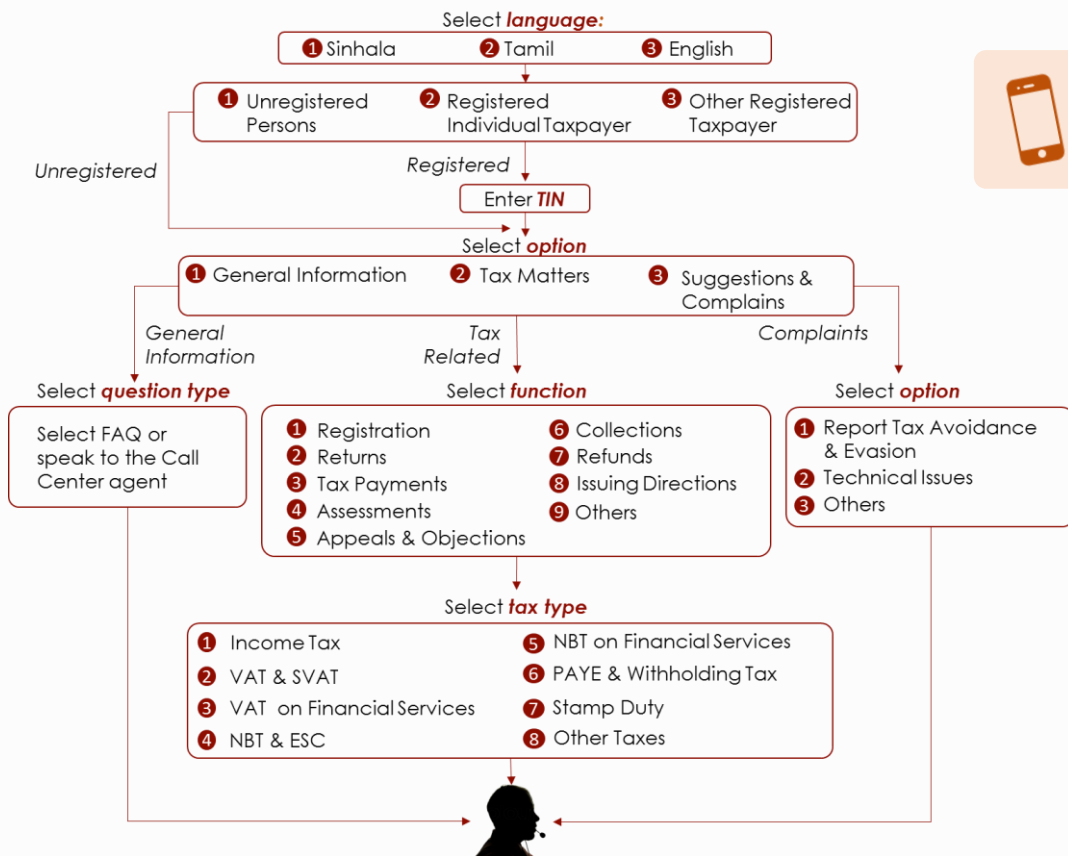 Select language:
1 Sinhala 2 Tamil 3 English
1 Unregistered Persons
2 Registered Individual Taxpayer
3 Other Registered Taxpayer
Unregistered
Registered
Enter TIN
Select option
1 General Information 2 Tax Matters 3 Suggestions & Complains
General Information
Tax Related
Complaints
Select question type
Select FAQ or
speak to the Call
Center agent
Select function
1 Registration
2 Returns
3 Tax Payments
4 Assessments
5 Appeals & Objections
6 Collections
7 Refunds
8 Issuing Directions
9 Others
Select option
1 Report Tax Avoidance
& Evasion
2 Technical Issues
3 Others
Select tax type
1 Income Tax
2 VAT & SVAT
3 VAT on Financial Services
4 NBT & ESC
5 NBT on Financial Services
6 PAYE & Withholding Tax
7 Stamp Duty
8 Other Taxes